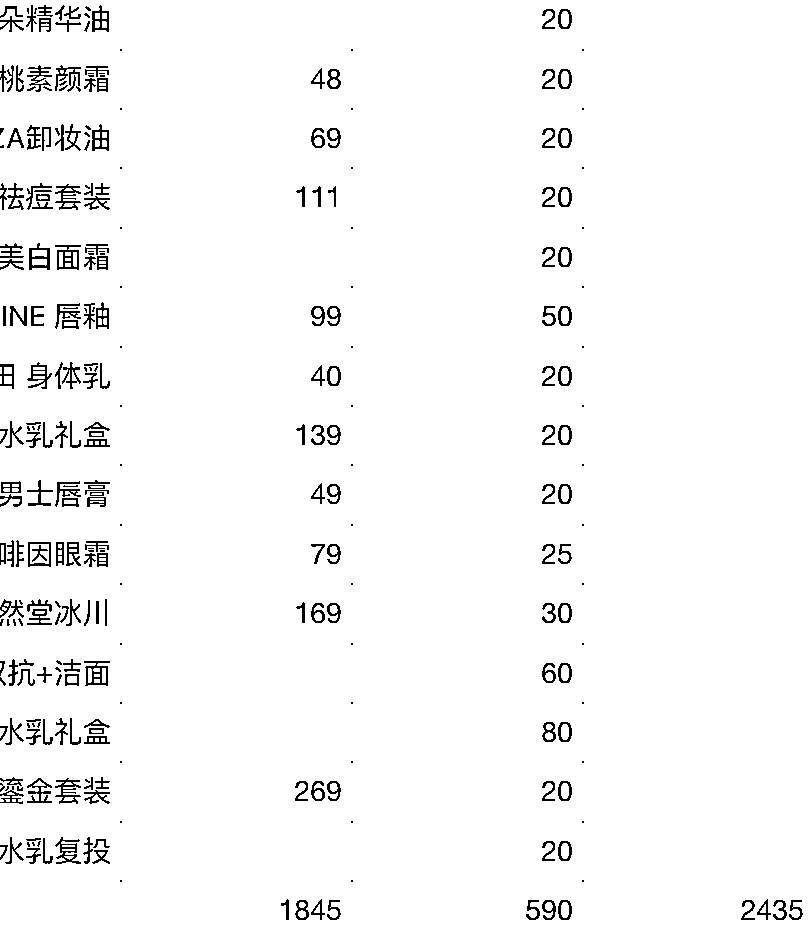 朵精华油 20
桃素颜霜 48 20
ZA卸妆油 69 20
祛痘套装 111 20
美白面霜 20
INE 唇釉 99 50
田 身体乳 40 20
水乳礼盒 139 20
男士唇膏 49 20
啡因眼霜 79 25
然堂冰川 169 30
双抗+洁面 60
水乳礼盒 80
鎏金套装 269 20
水乳复投 20
1845 590 2435